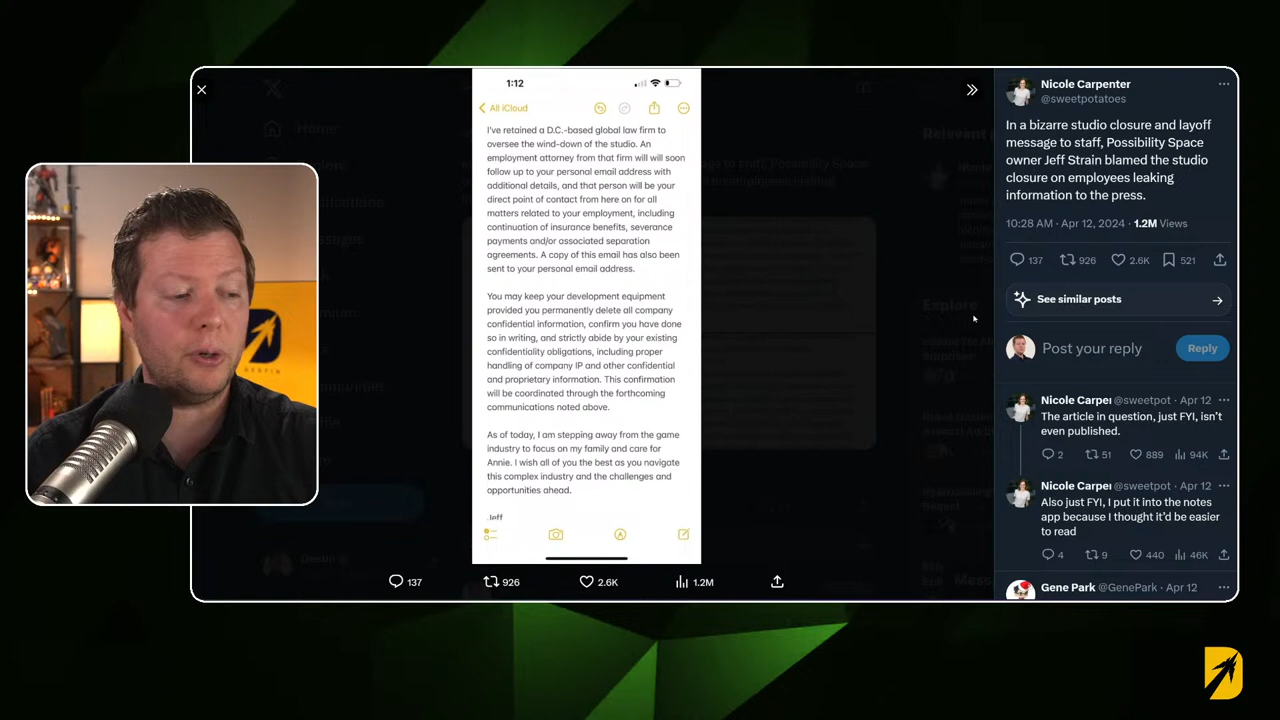 1:12
All iCloud
I've retained a D.C.-based global law firm to
oversee the wind-down of the studio. An
employment attorney from that firm will will soon
follow up to your personal email address with
additional details, and that person will be your
direct point of contact from here on for all
matters related to your employment, including
continuation of insurance benefits, severance
payments and/or associated separation
agreements. A copy of this email has also been
sent to your personal email address.
You may keep your development equipment
provided you permanently delete all company
confidential information, confirm you have done
so in writing, and strictly abide by your existing
confidentiality obligations, including proper
handling of company IP and other confidential
and proprietary information. This confirmation
will be coordinated through the forthcoming
communications noted above.
As of today, I am stepping away from the game
industry to focus on my family and care for
Annie. I wish all of you the best as you navigate
this complex industry and the challenges and
opportunities ahead.
Jeff
137
926
2.6K
1.2M
Nicole Carpenter
@sweetpotatoes
In a bizarre studio closure and layoff
message to staff, Possibility Space
owner Jeff Strain blamed the studio
closure on employees leaking
information to the press.
10:28 AM · Apr 12, 2024 · 1.2M Views
137 926 2.6K 521
See similar posts
Post your reply
Reply
Nicole Carper @sweetpot · Apr 12
The article in question, just FYI, isn't
even published.
2 51 889 94K
Nicole Carper @sweetpot · Apr 12
Also just FYI, I put it into the notes
app because I thought it'd be easier
to read
4 9 440 46K
Gene Park @GenePark · Apr 12